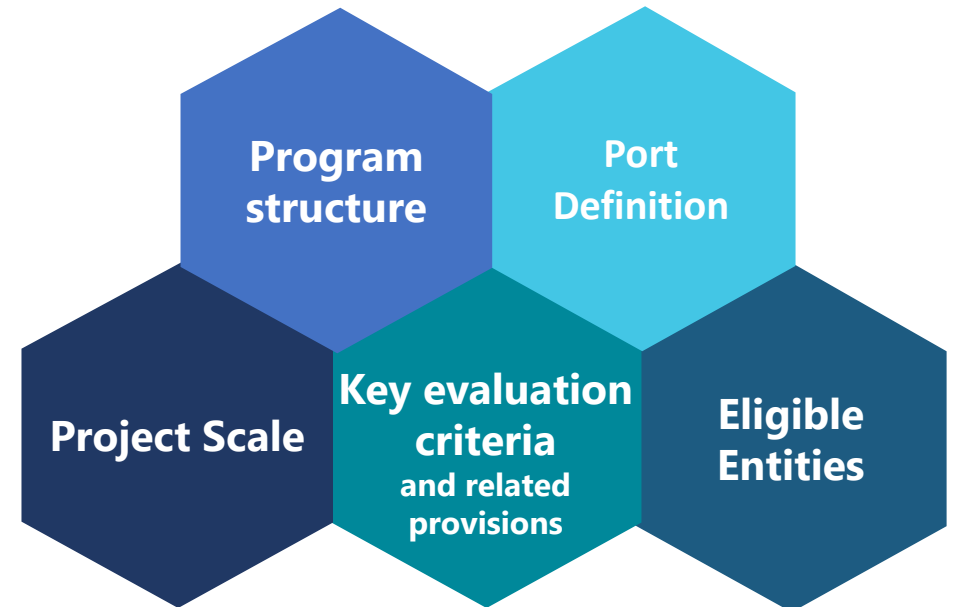 Program
structure
Port
Definition
Project Scale
Key evaluation
criteria
and related
provisions
Eligible
Entities